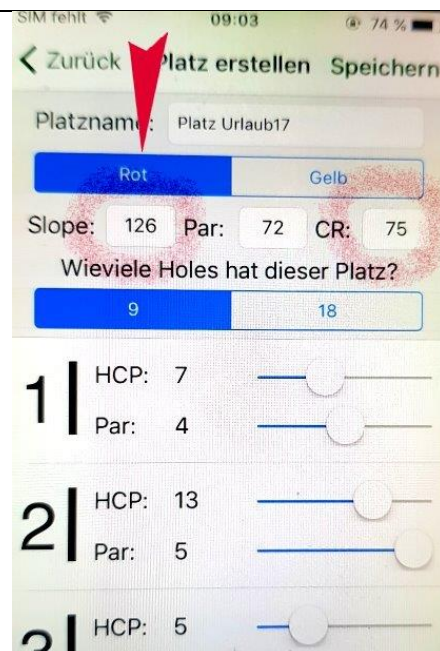 SIM fehlt 09:03 74 %
Zurück Platz erstellen Speichern
Platzname: Platz Urlaub17
Rot Gelb
Slope: 126 Par: 72 CR: 75
Wieviele Holes hat dieser Platz?
9 18
1 HCP: 7
Par: 4
2 HCP: 13
Par: 5
3 HCP: 5